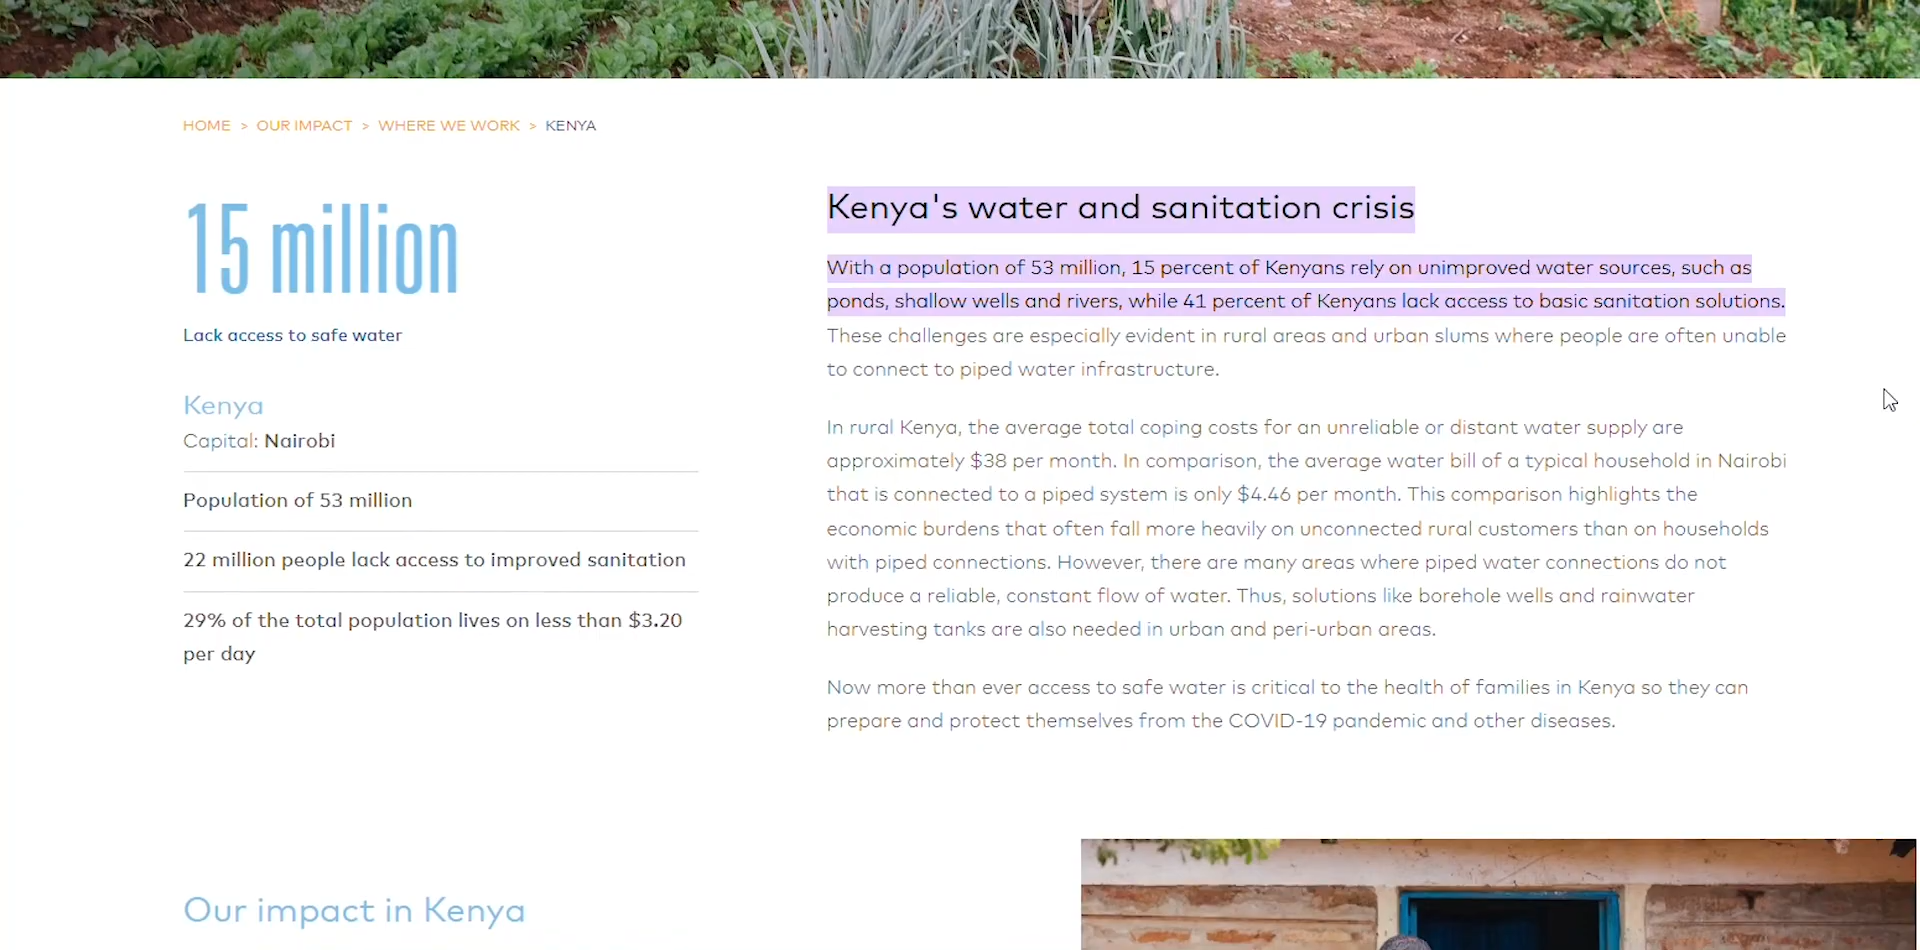 HOME > OUR IMPACT > WHERE WE WORK > KENYA
15 million
Lack access to safe water
Kenya
Capital: Nairobi
Population of 53 million
22 million people lack access to improved sanitation
29% of the total population lives on less than $3.20
per day
Kenya's water and sanitation crisis
With a population of 53 million, 15 percent of Kenyans rely on unimproved water sources, such as
ponds, shallow wells and rivers, while 41 percent of Kenyans lack access to basic sanitation solutions.
These challenges are especially evident in rural areas and urban slums where people are often unable
to connect to piped water infrastructure.
In rural Kenya, the average total coping costs for an unreliable or distant water supply are
approximately $38 per month. In comparison, the average water bill of a typical household in Nairobi
that is connected to a piped system is only $4.46 per month. This comparison highlights the
economic burdens that often fall more heavily on unconnected rural customers than on households
with piped connections. However, there are many areas where piped water connections do not
produce a reliable, constant flow of water. Thus, solutions like borehole wells and rainwater
harvesting tanks are also needed in urban and peri-urban areas.
Now more than ever access to safe water is critical to the health of families in Kenya so they can
prepare and protect themselves from the COVID-19 pandemic and other diseases.
Our impact in Kenya